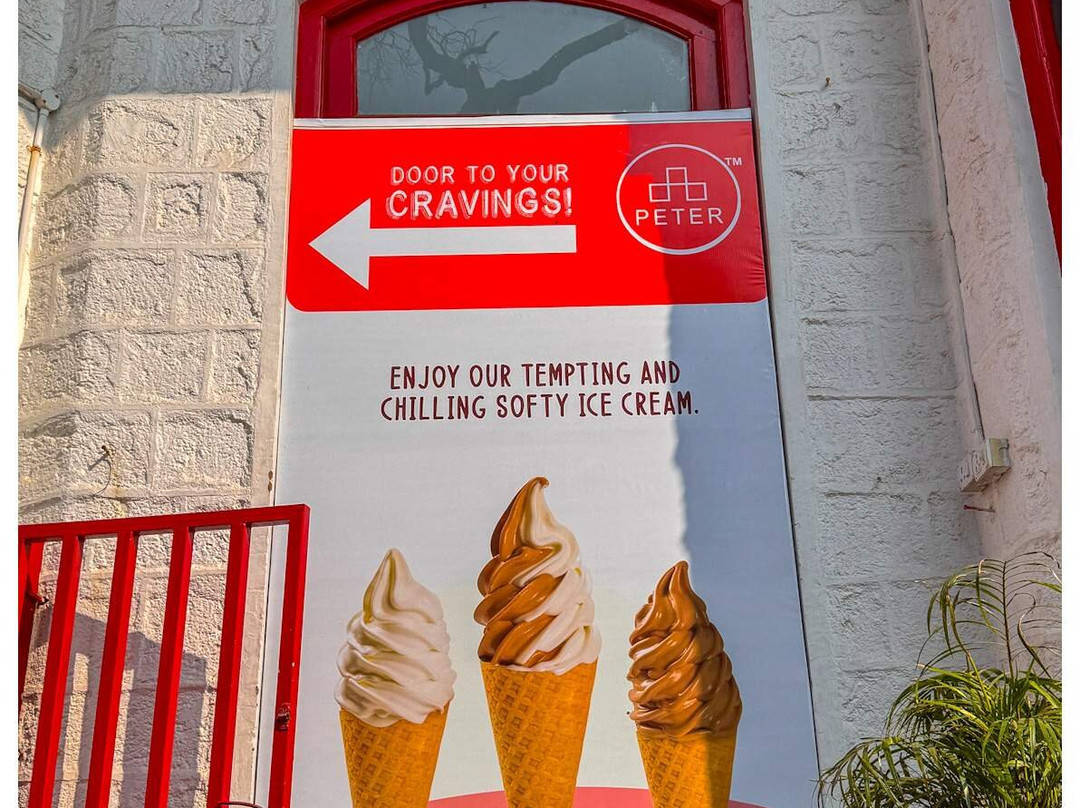 DOOR TO YOUR
CRAVINGS!
PETER
TM
ENJOY OUR TEMPTING AND
CHILLING SOFTY ICE CREAM.